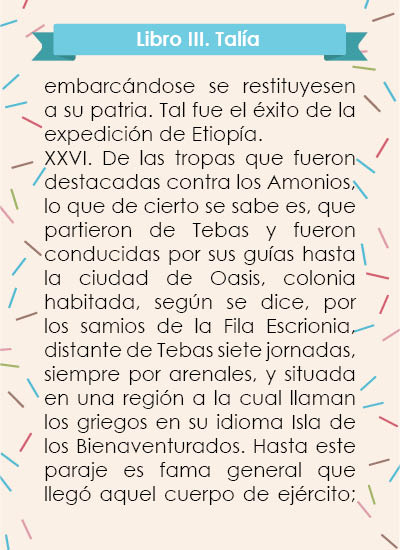 Libro III. Talía
embarcándose se restituyesen
a su patria. Tal fue el éxito de la
expedición de Etiopía.
XXVI. De las tropas que fueron
destacadas contra los Amonios,
lo que de cierto se sabe es, que
partieron de Tebas y fueron
conducidas por sus guías hasta
la ciudad de Oasis, colonia
habitada, según se dice, por
los samios de la Fila Escrionia,
distante de Tebas siete jornadas,
siempre por arenales, y situada
en una región a la cual llaman
los griegos en su idioma Isla de
los Bienaventurados. Hasta este
paraje es fama general que
llegó aquel cuerpo de ejército;